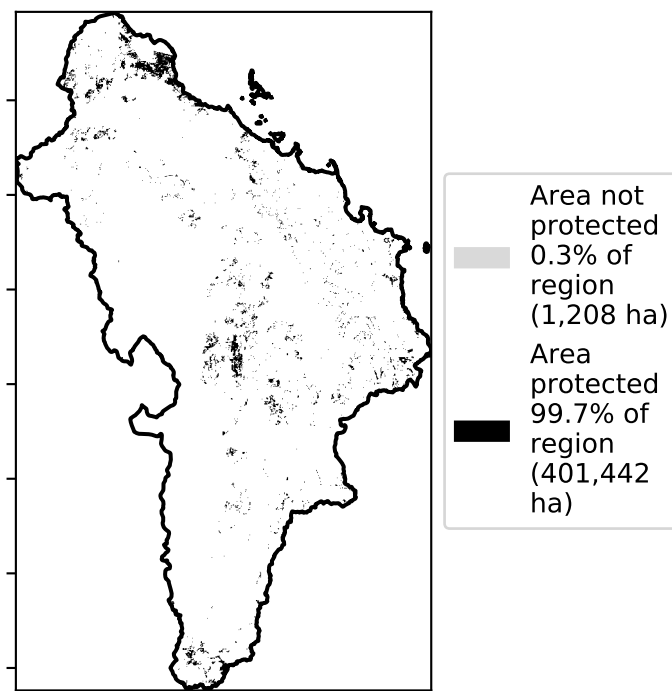 Area not
protected
0.3% of
region
(1,208 ha)
Area
protected
99.7% of
region
(401,442
ha)